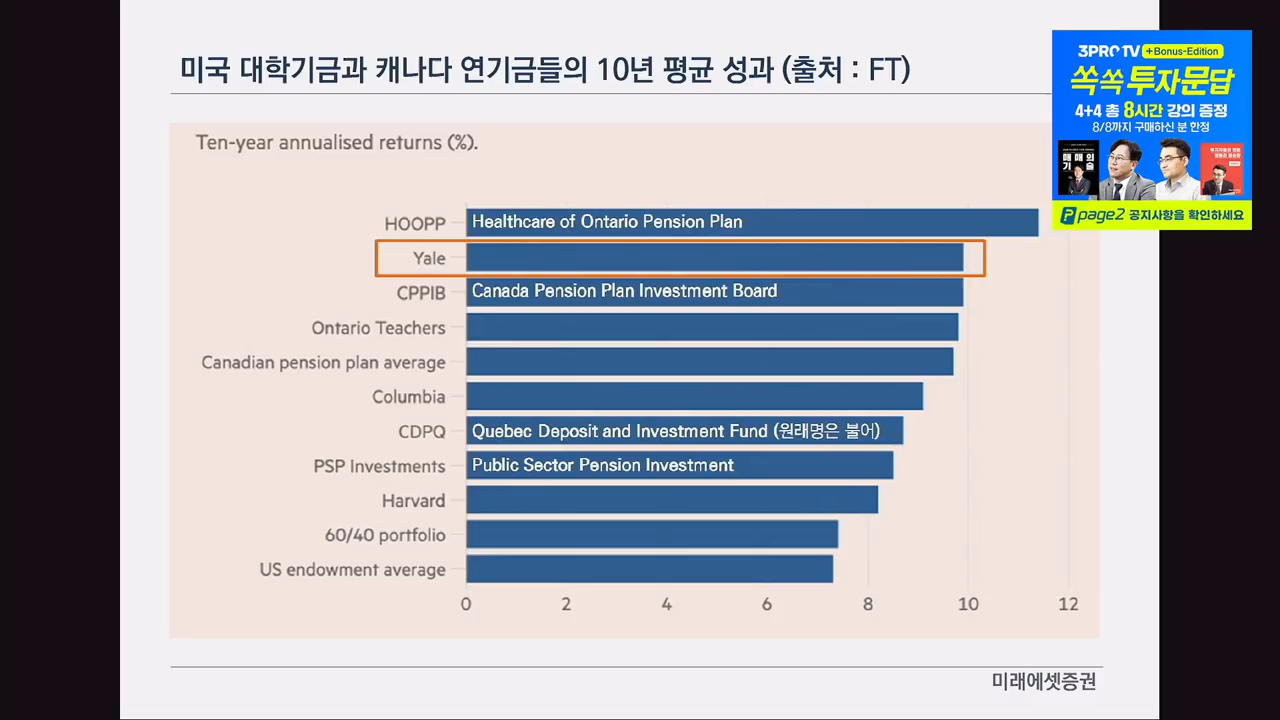 미국 대학기금과 캐나다 연기금들의 10년 평균 성과 (출처 : FT)
3PROTV +Bonus-Edition
쏙쏙 투자문답
4+4 총 8시간 강의 증정
8/8까지 구매하신 분 한정
매매의
기술
page2 공지사항을 확인하세요
Ten-year annualised returns (%).
HOOPP Healthcare of Ontario Pension Plan
Yale
CPPIB Canada Pension Plan Investment Board
Ontario Teachers
Canadian pension plan average
Columbia
CDPQ Quebec Deposit and Investment Fund (원래명은 불어)
PSP Investments Public Sector Pension Investment
Harvard
60/40 portfolio
US endowment average
0 2 4 6 8 10 12
미래에셋증권